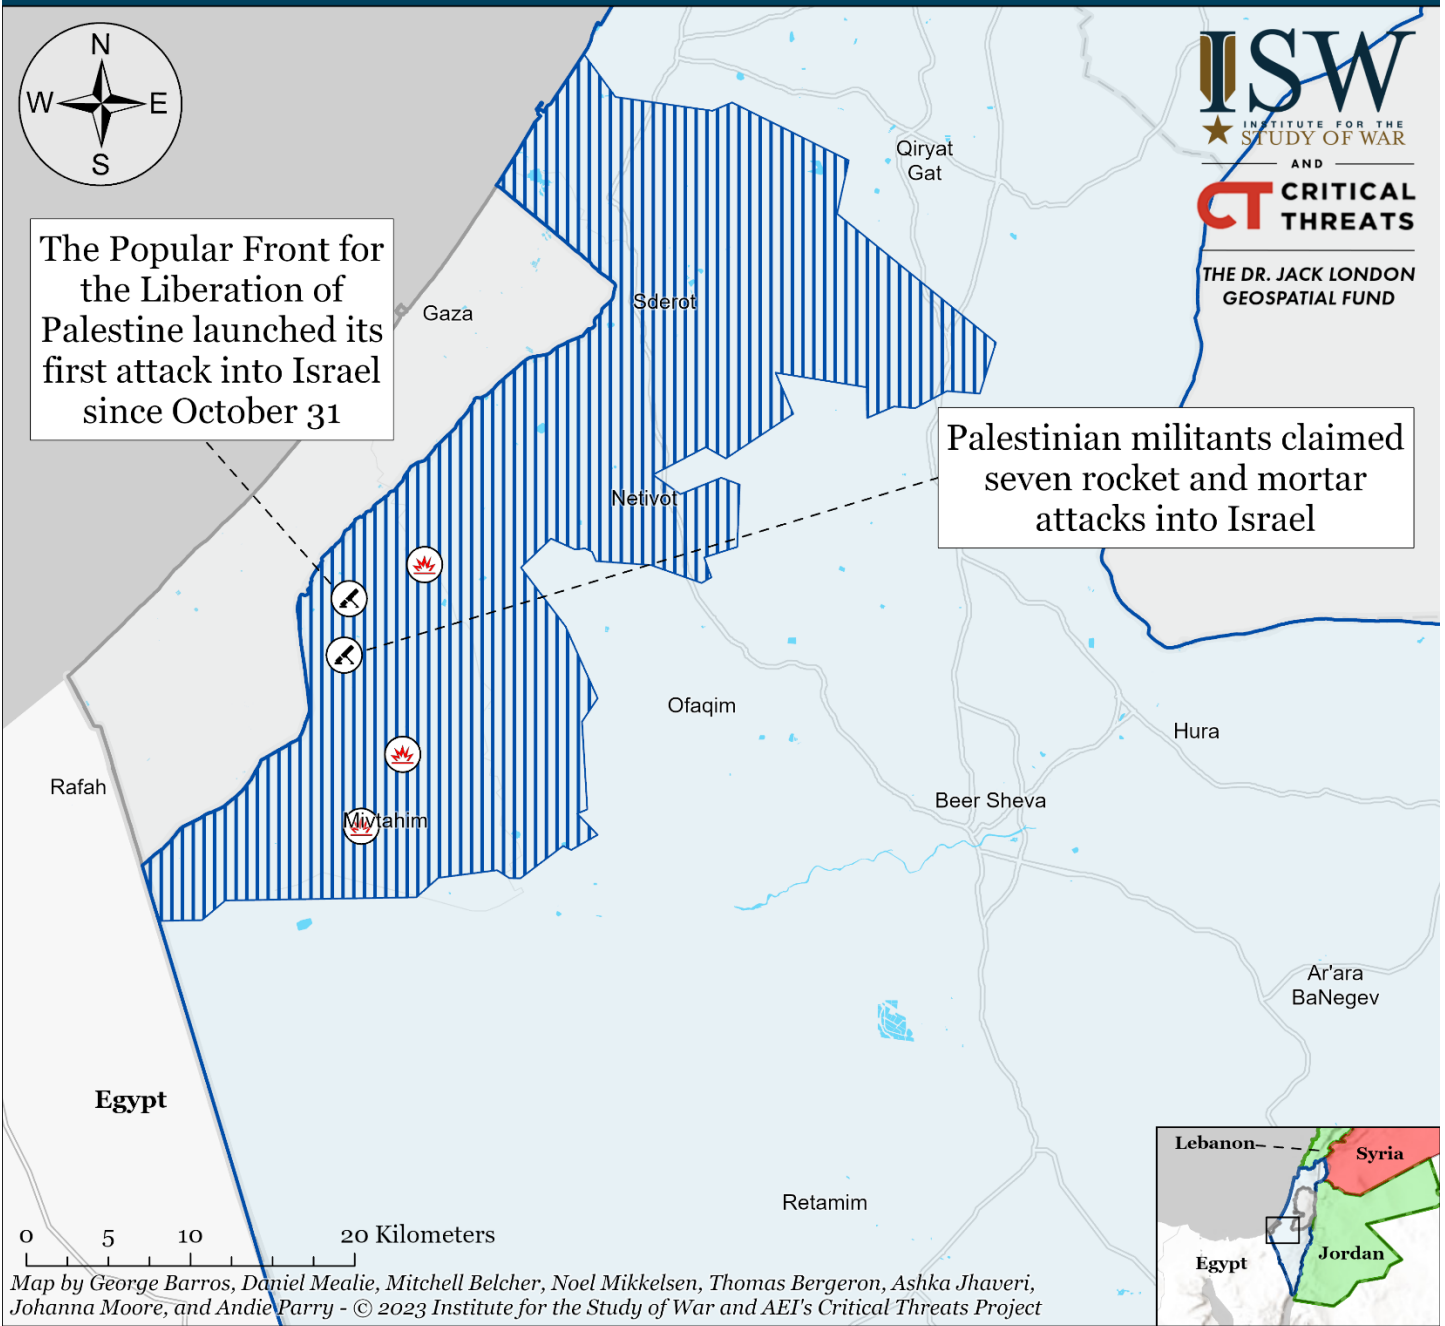 N
W E
S
ISW
INSTITUTE FOR THE
STUDY OF WAR
AND
CT CRITICAL
THREATS
THE DR. JACK LONDON
GEOSPATIAL FUND
Qiryat
Gat
The Popular Front for
the Liberation of
Palestine launched its
first attack into Israel
since October 31
Gaza
Sderot
Palestinian militants claimed
seven rocket and mortar
attacks into Israel
Netivot
Ofaqim
Hura
Rafah
Beer Sheva
Mivtahim
Ar'ara
BaNegev
Egypt
Retamim
Lebanon
Syria
Egypt
Jordan
0 5 10 20 Kilometers
Map by George Barros, Daniel Mealie, Mitchell Belcher, Noel Mikkelsen, Thomas Bergeron, Ashka Jhaveri,
Johanna Moore, and Andie Parry - © 2023 Institute for the Study of War and AEI's Critical Threats Project